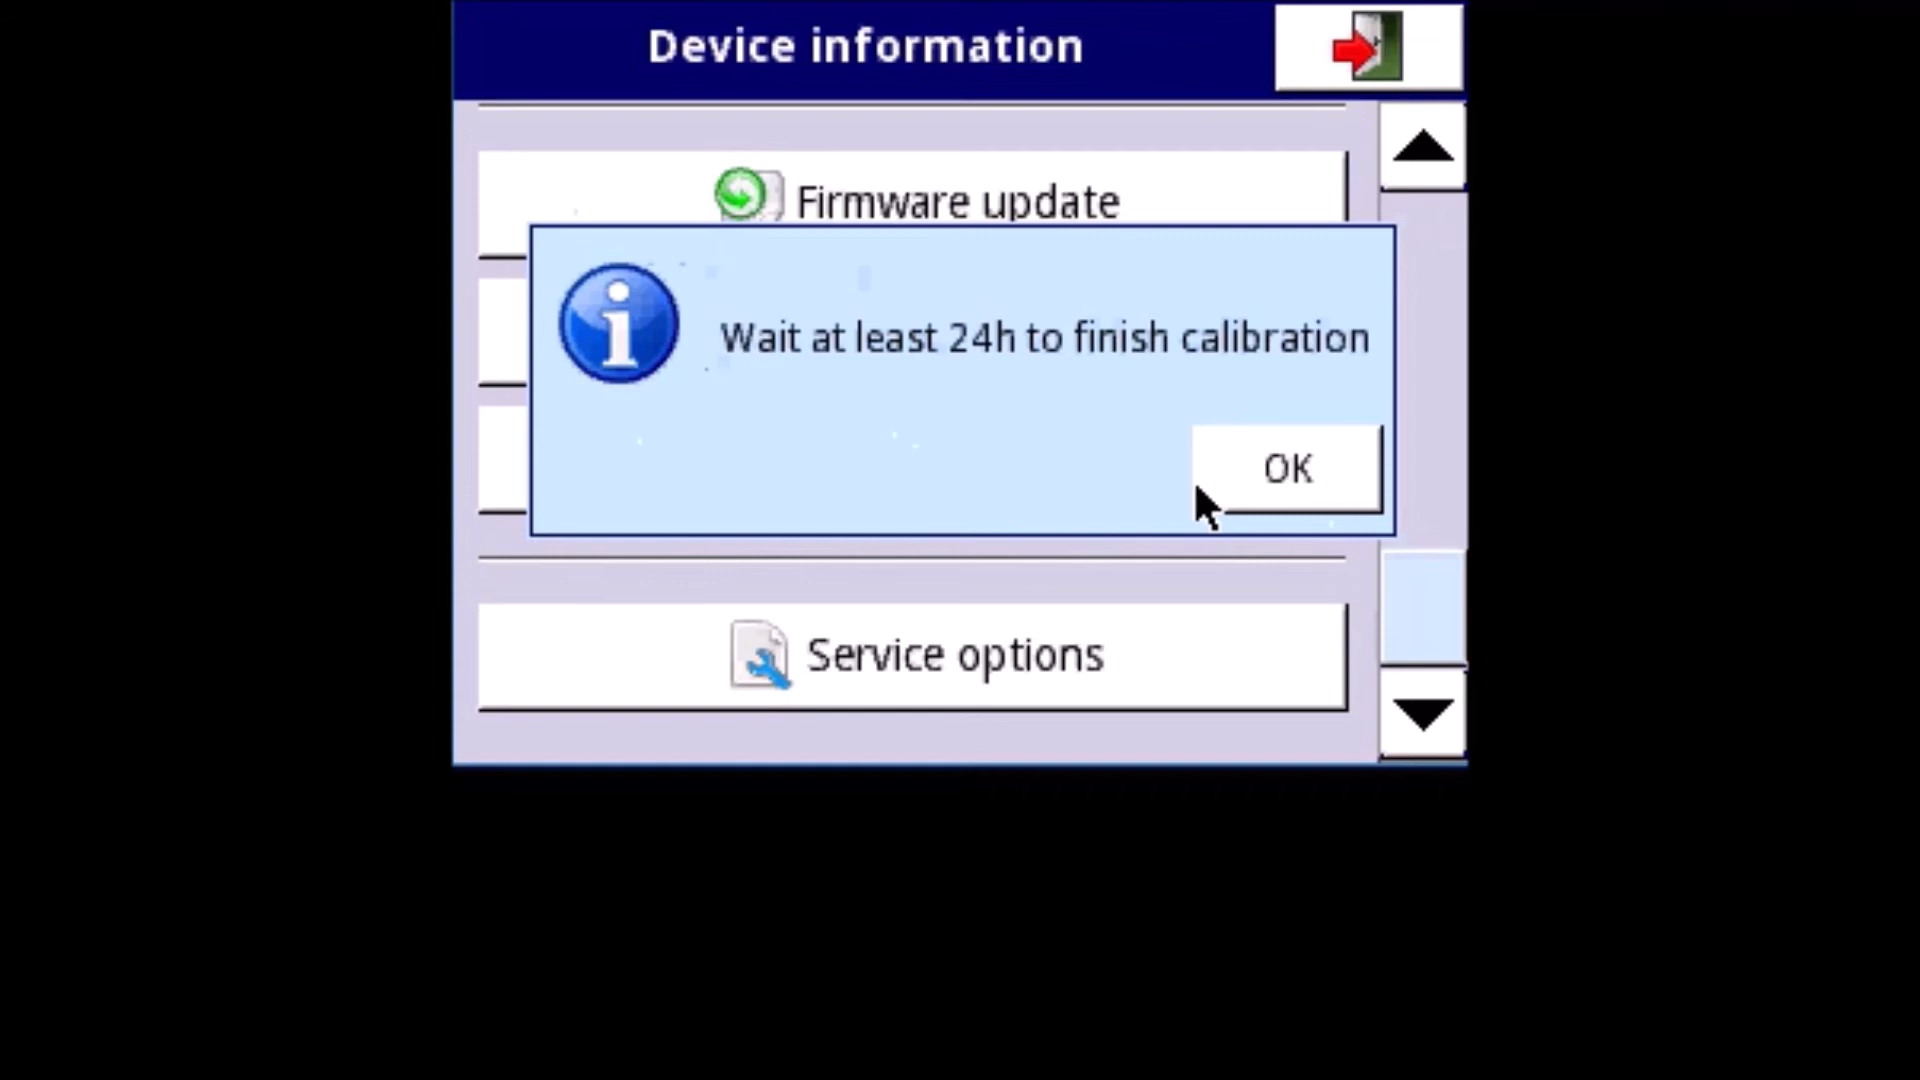 Device information
Firmware update
Wait at least 24h to finish calibration
OK
Service options